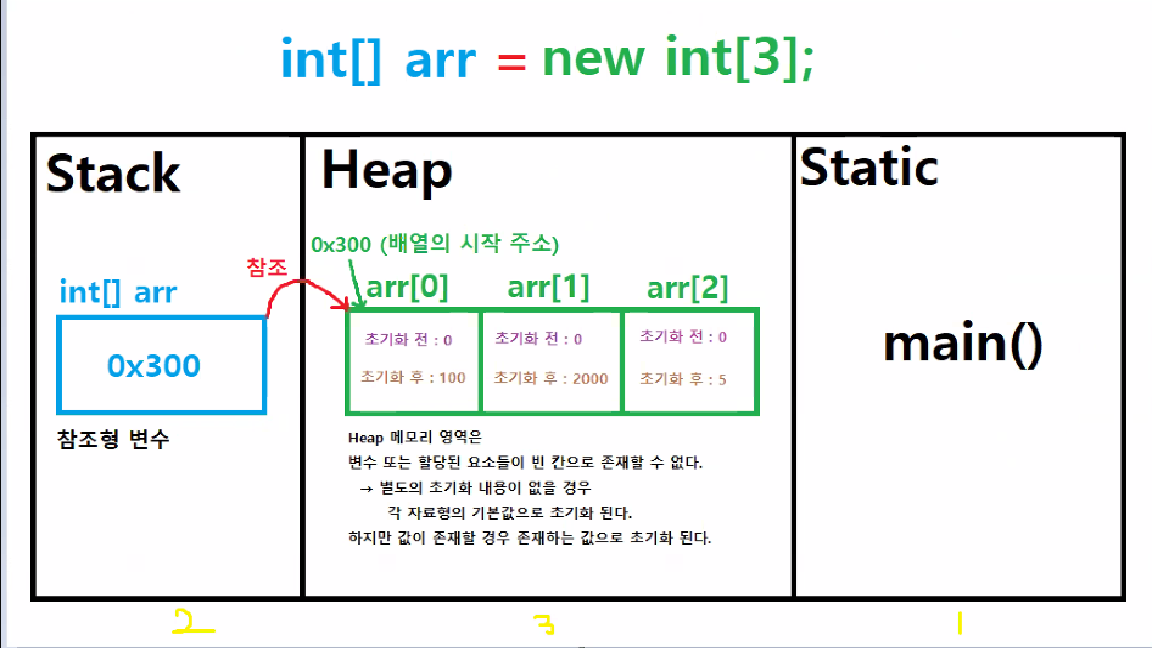 int[] arr = new int[3];
Stack
int[] arr
0x300
참조형 변수
참조
Heap
0x300 (배열의 시작 주소)
arr[0] arr[1] arr[2]
초기화 전 : 0 초기화 전 : 0 초기화 전 : 0
초기화 후 : 100 초기화 후 : 2000 초기화 후 : 5
Heap 메모리 영역은
변수 또는 할당된 요소들이 빈 칸으로 존재할 수 없다.
→ 별도의 초기화 내용이 없을 경우
각 자료형의 기본값으로 초기화 된다.
하지만 값이 존재할 경우 존재하는 값으로 초기화 된다.
Static
main()
2 3 1